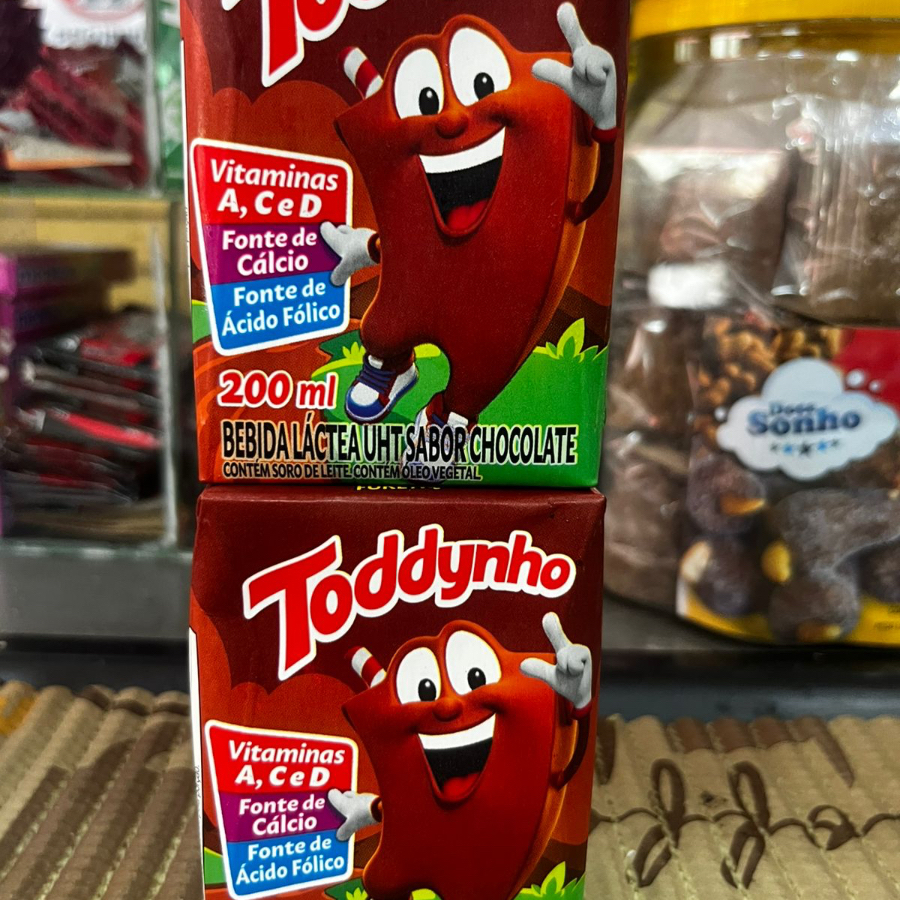 Toddynho
Vitaminas
A, C e D
Fonte de
Cálcio
Fonte de
Ácido Fólico
200 ml
BEBIDA LÁCTEA UHT SABOR CHOCOLATE
CONTÉM SORO DE LEITE. CONTÉM ÓLEO VEGETAL.
Doce
Sonho
Toddynho
Vitaminas
A, C e D
Fonte de
Cálcio
Fonte de
Ácido Fólico